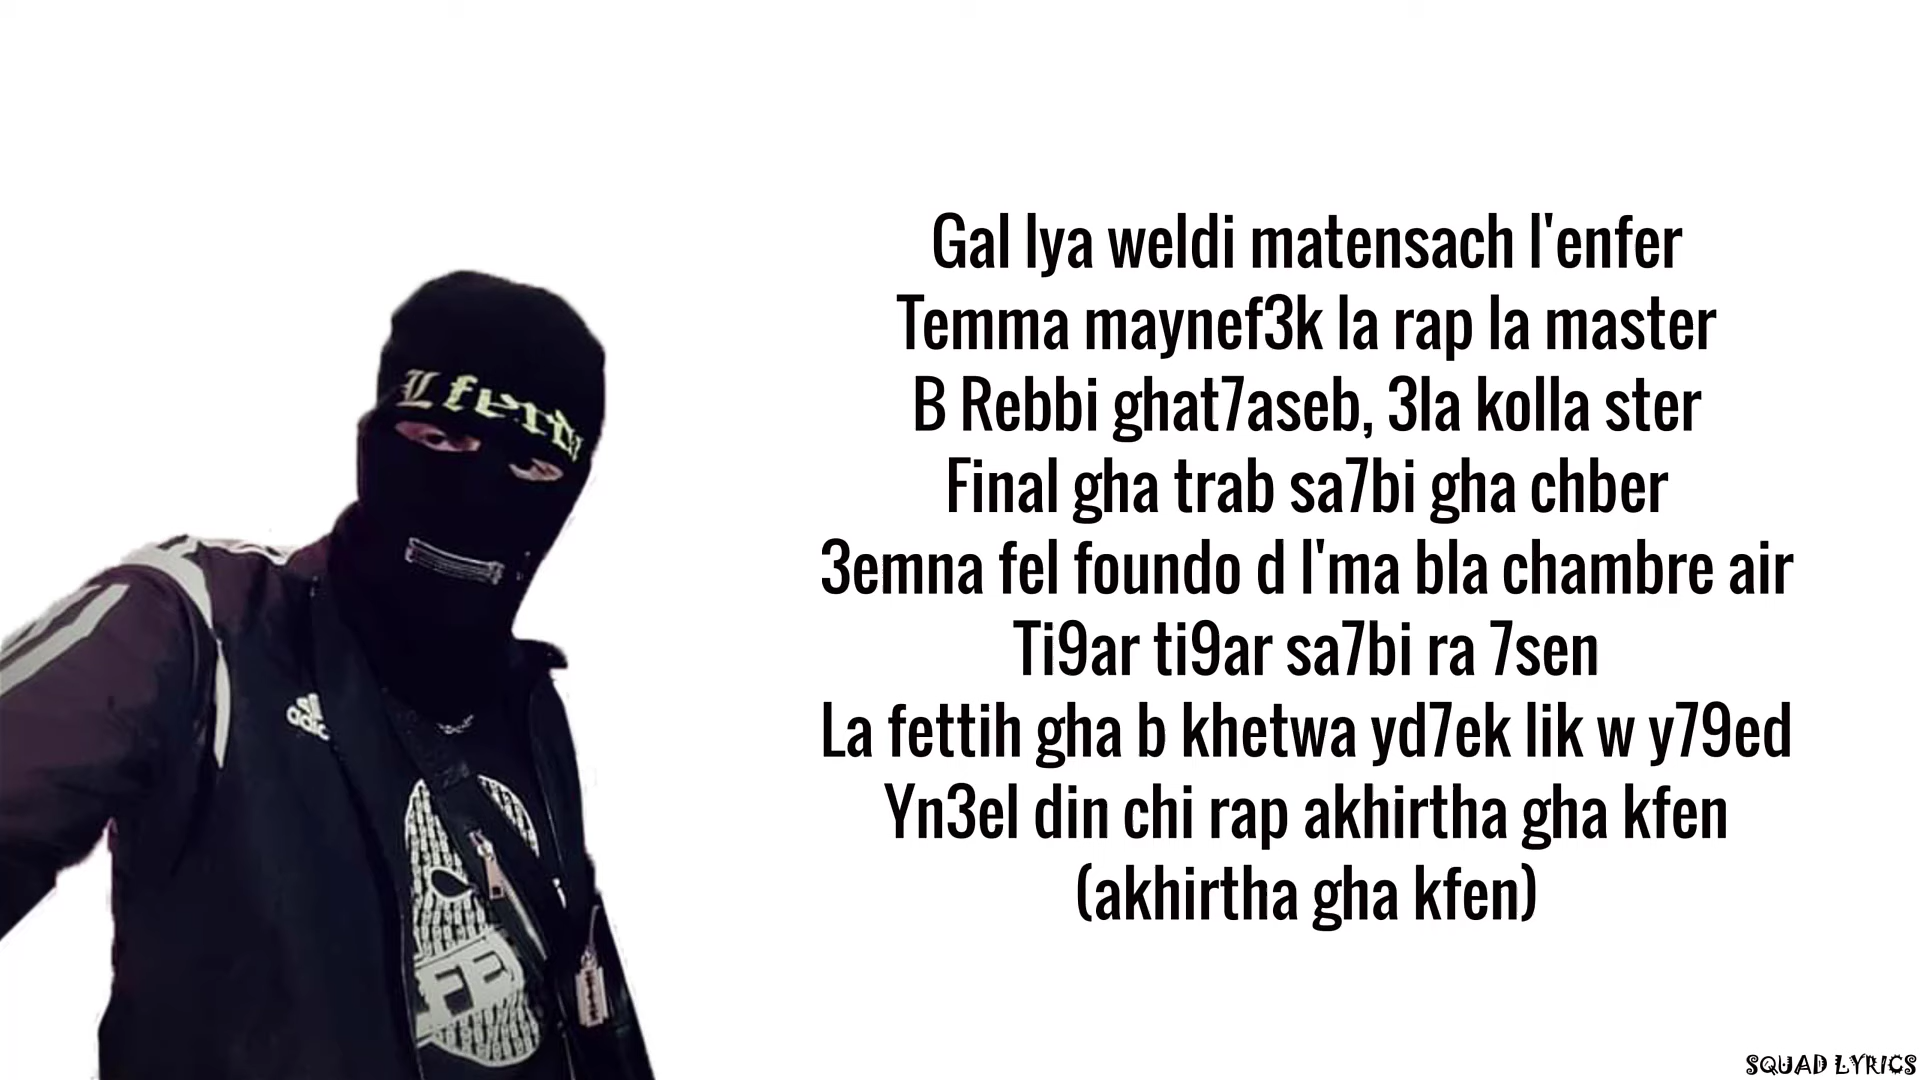 Lferda
adidas
FE
Gal lya weldi matensach l'enfer
Temma maynef3k la rap la master
B Rebbi ghat7aseb, 3la kolla ster
Final gha trab sa7bi gha chber
3emna fel foundo d l'ma bla chambre air
Ti9ar ti9ar sa7bi ra 7sen
La fettih gha b khetwa yd7ek lik w y79ed
Yn3el din chi rap akhirtha gha kfen
(akhirtha gha kfen)
SQUAD LYRICS